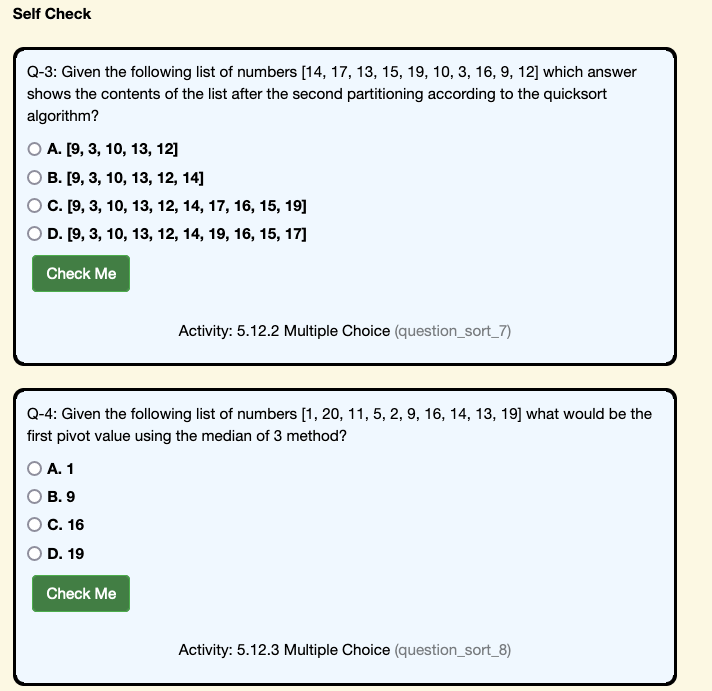 Self Check
Q-3: Given the following list of numbers [14, 17, 13, 15, 19, 10, 3, 16, 9, 12] which answer
shows the contents of the list after the second partitioning according to the quicksort
algorithm?
A. [9, 3, 10, 13, 12]
B. [9, 3, 10, 13, 12, 14]
C. [9, 3, 10, 13, 12, 14, 17, 16, 15, 19]
D. [9, 3, 10, 13, 12, 14, 19, 16, 15, 17]
Check Me
Activity: 5.12.2 Multiple Choice (question_sort_7)
Q-4: Given the following list of numbers [1, 20, 11, 5, 2, 9, 16, 14, 13, 19] what would be the
first pivot value using the median of 3 method?
A. 1
B. 9
C. 16
D. 19
Check Me
Activity: 5.12.3 Multiple Choice (question_sort_8)